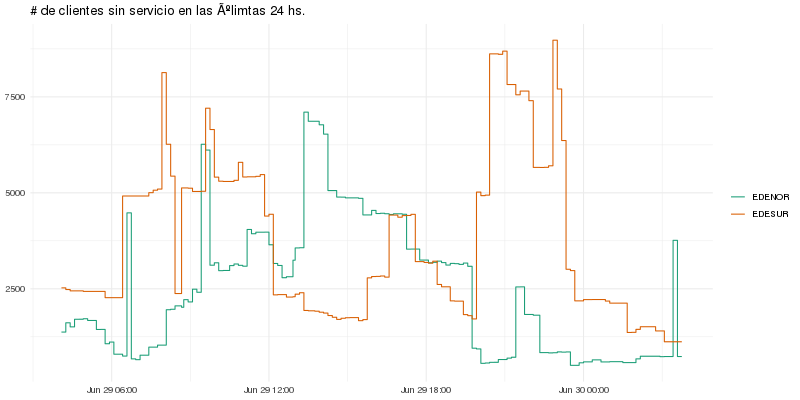 # de clientes sin servicio en las Ãºlimtas 24 hs.
7500
5000
2500
EDENOR
EDESUR
Jun 29 06:00
Jun 29 12:00
Jun 29 18:00
Jun 30 00:00